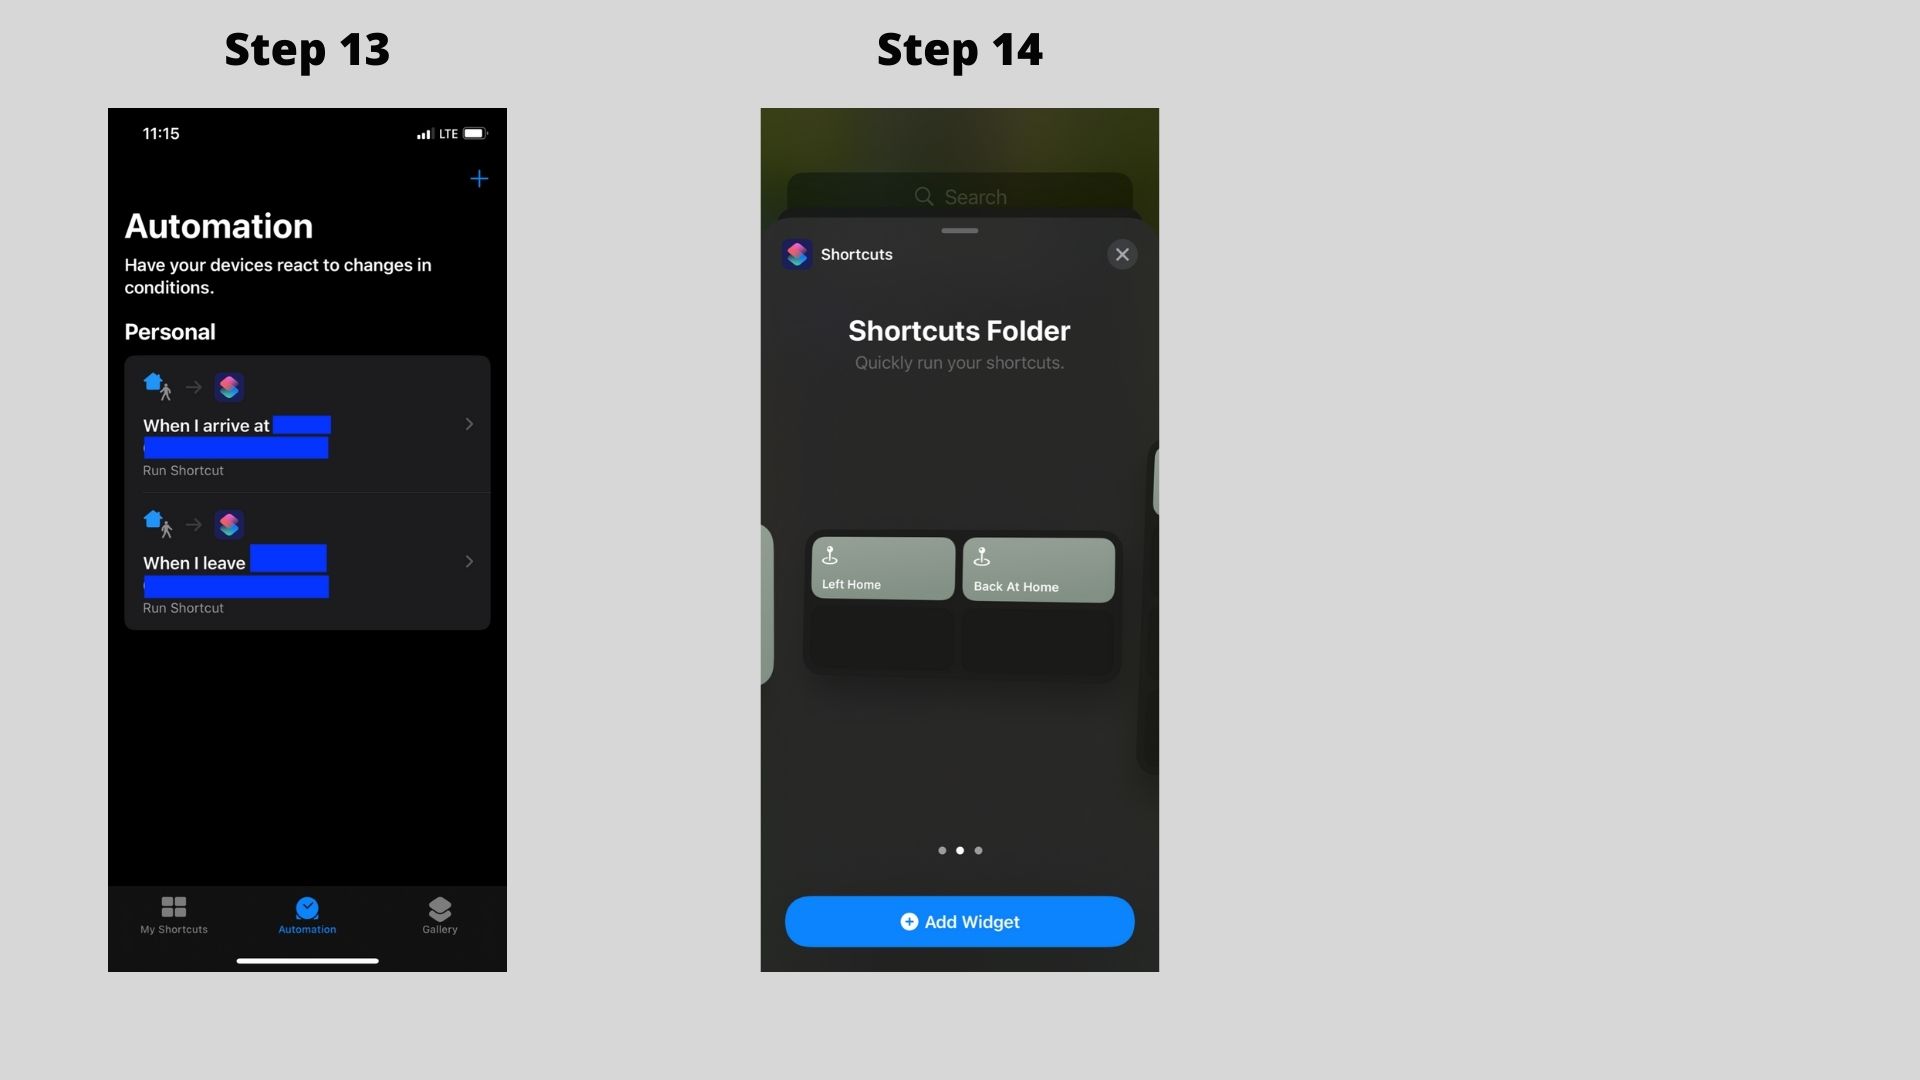 Step 13
11:15
LTE
Automation
Have your devices react to changes in
conditions.
Personal
When I arrive at
Run Shortcut
When I leave
Run Shortcut
My Shortcuts
Automation
Gallery
Step 14
Search
Shortcuts
Shortcuts Folder
Quickly run your shortcuts.
Left Home
Back At Home
Add Widget